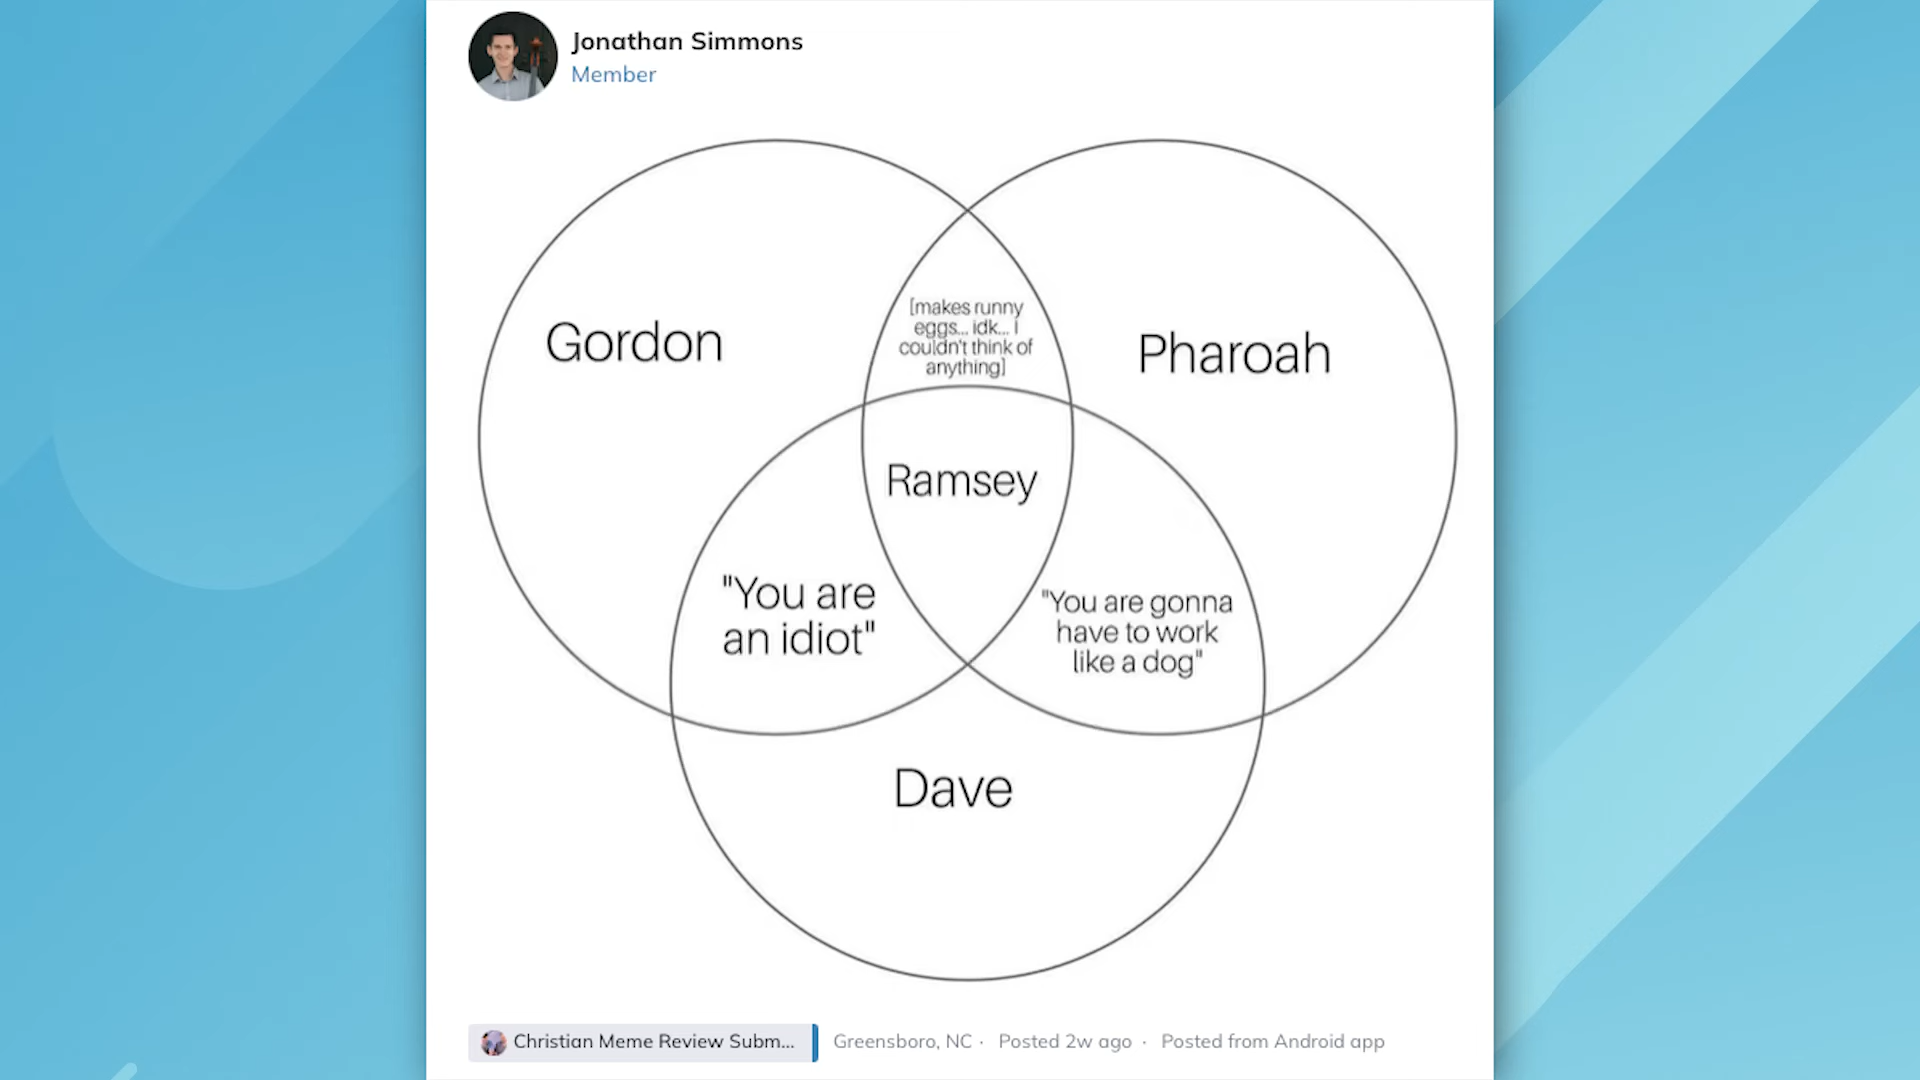 Jonathan Simmons
Member
Gordon
[makes runny
eggs... idk... i
couldn't think of
anything]
Pharoah
Ramsey
"You are
an idiot"
"You are gonna
have to work
like a dog"
Dave
Christian Meme Review Subm...
Greensboro, NC · Posted 2w ago · Posted from Android app